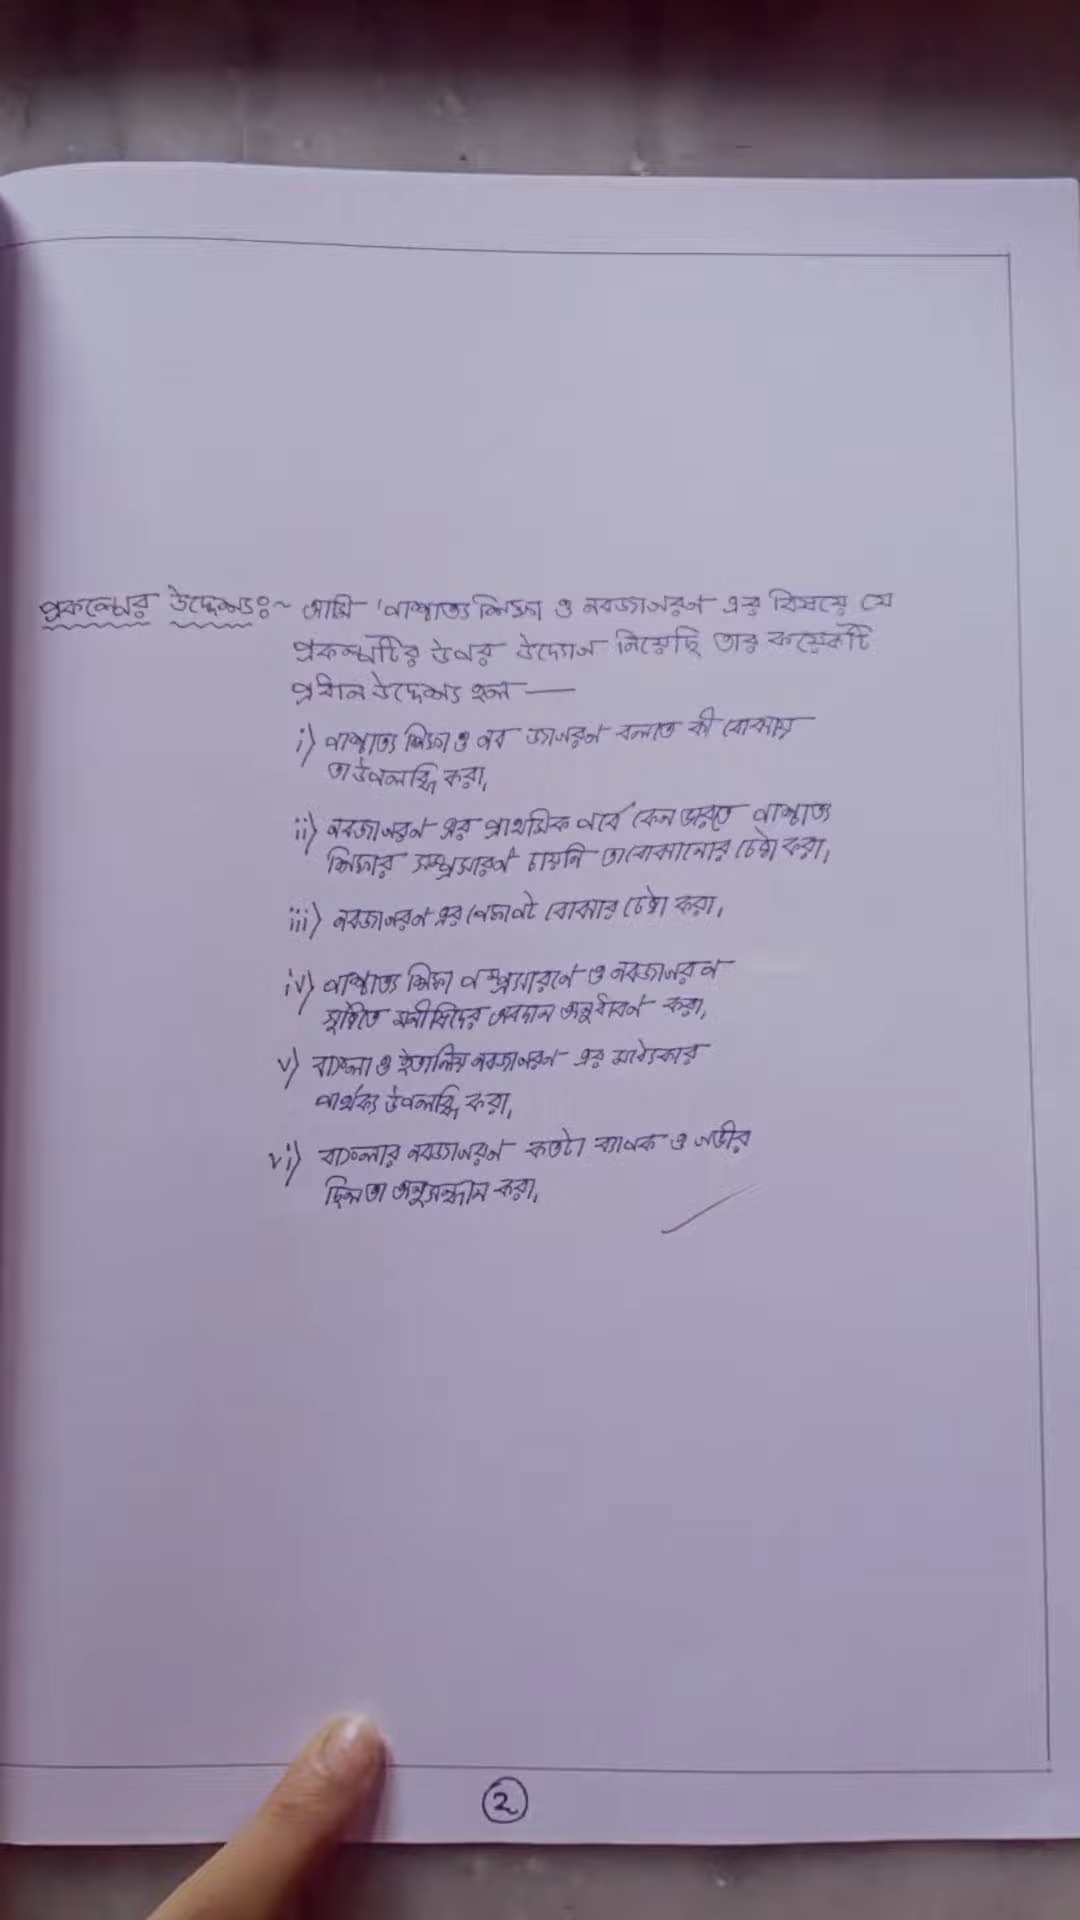 প্রকল্পের উদ্দেশ্যঃ~ আমি 'পাশ্চাত্য শিক্ষা ও নবজাগরণ এর বিষয়ে যে
প্রকল্পটির উপর উদ্যোগ নিয়েছি তার কয়েকটি
প্রধান উদ্দেশ্য হল —
i) পাশ্চাত্য শিক্ষা ও নব জাগরণ বলতে কী বোঝায়
তা উপলব্ধি করা,
ii) নবজাগরণ এর প্রাথমিক পর্বে কেন ভারতে পাশ্চাত্য
শিক্ষার সম্প্রসারণ চায়নি তা বোঝানোর চেষ্টা করা,
iii) নবজাগরণ এর প্রেক্ষাপট বোঝার চেষ্টা করা,
iv) পাশ্চাত্য শিক্ষা সম্প্রসারণে ও নবজাগরণ
সৃষ্টিতে মনীষিদের অবদান অনুধাবণ করা,
v) বাংলা ও ইতালিয় নবজাগরণ এর মধ্যেকার
পার্থক্য উপলব্ধি করা,
vi) বাংলার নবজাগরণ কতটা ব্যাপক ও গভীর
ছিল তা অনুসন্ধান করা,
2